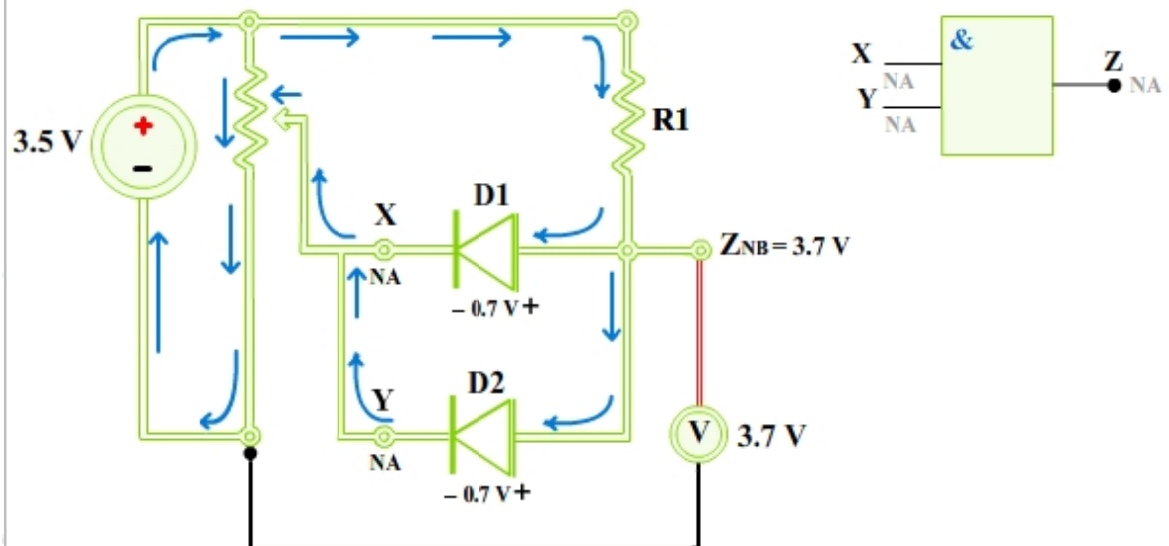 &
X
NA
Y
NA
Z
NA
+
−
3.5 V
R1
D1
X
NA
− 0.7 V +
ZNB = 3.7 V
D2
Y
NA
− 0.7 V +
V
3.7 V